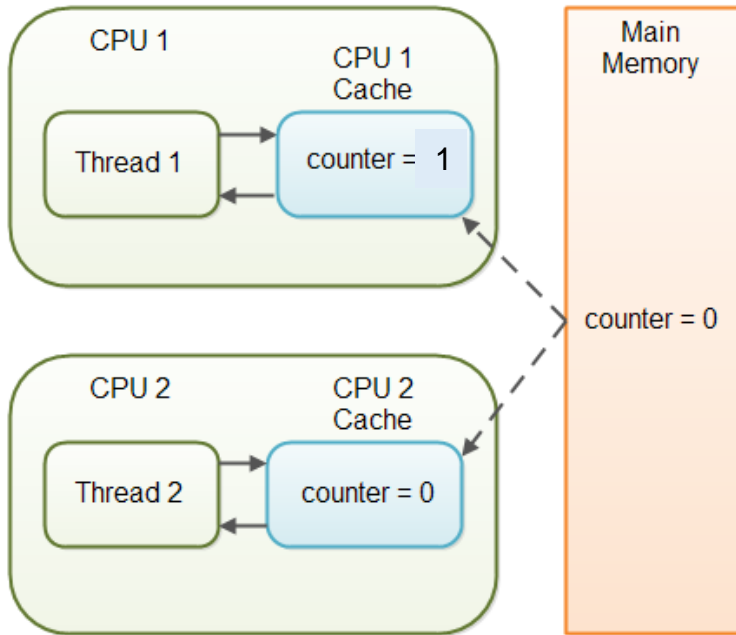 CPU 1
CPU 1
Cache
Thread 1
counter = 1
Main
Memory
counter = 0
CPU 2
CPU 2
Cache
Thread 2
counter = 0